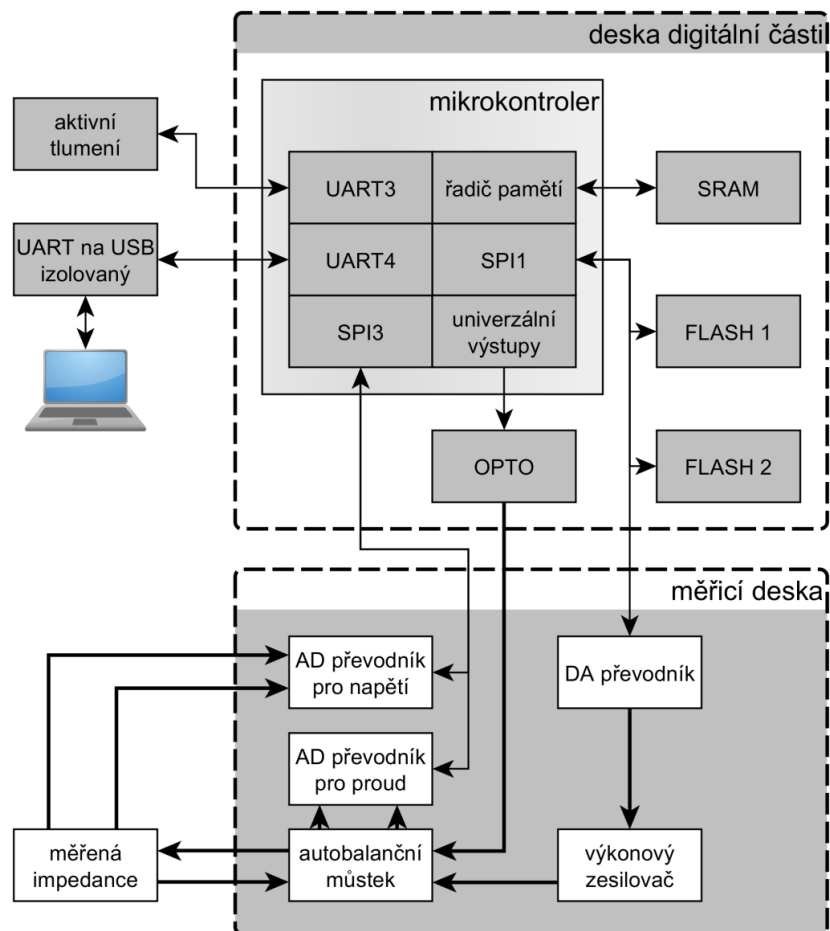 deska digitální části
mikrokontroler
aktivní
tlumení
UART3
řadič pamětí
SRAM
UART na USB
izolovaný
UART4
SPI1
SPI3
univerzální
výstupy
FLASH 1
OPTO
FLASH 2
měřicí deska
AD převodník
pro napětí
DA převodník
AD převodník
pro proud
měřená
impedance
autobalanční
můstek
výkonový
zesilovač